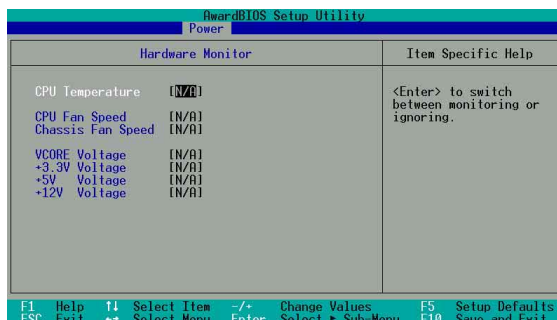 AwardBIOS Setup Utility
Power
Hardware Monitor
Item Specific Help
CPU Temperature [N/A]
CPU Fan Speed [N/A]
Chassis Fan Speed [N/A]
VCORE Voltage [N/A]
+3.3V Voltage [N/A]
+5V Voltage [N/A]
+12V Voltage [N/A]
<Enter> to switch
between monitoring or
ignoring.
F1 Help ↑↓ Select Item -/+ Change Values F5 Setup Defaults
ESC Exit ↔ Select Menu Enter Select ► Sub-Menu F10 Save and Exit